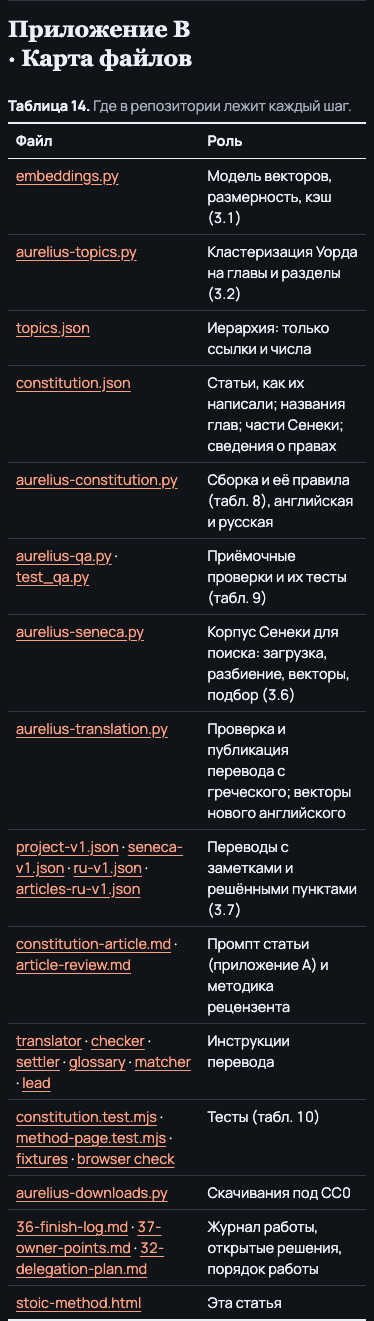 Приложение B
· Карта файлов
Таблица 14. Где в репозитории лежит каждый шаг.
Файл Роль
embeddings.py Модель векторов,
размерность, кэш
(3.1)
aurelius-topics.py Кластеризация Уорда
на главы и разделы
(3.2)
topics.json Иерархия: только
ссылки и числа
constitution.json Статьи, как их
написали; названия
глав; части Сенеки;
сведения о правах
aurelius-constitution.py Сборка и её правила
(табл. 8), английская
и русская
aurelius-qa.py · Приёмочные
test_qa.py проверки и их тесты
(табл. 9)
aurelius-seneca.py Корпус Сенеки для
поиска: загрузка,
разбиение, векторы,
подбор (3.6)
aurelius-translation.py Проверка и
публикация
перевода с
греческого; векторы
нового английского
project-v1.json · seneca- Переводы с
v1.json · ru-v1.json · заметками и
articles-ru-v1.json решёнными пунктами
(3.7)
constitution-article.md · Промпт статьи
article-review.md (приложение A) и
методика
рецензента
translator · checker · Инструкции
settler · glossary · matcher перевода
· lead
constitution.test.mjs · Тесты (табл. 10)
method-page.test.mjs ·
fixtures · browser check
aurelius-downloads.py Скачивания под CC0
36-finish-log.md · 37- Журнал работы,
owner-points.md · 32- открытые решения,
delegation-plan.md порядок работы
stoic-method.html Эта статья